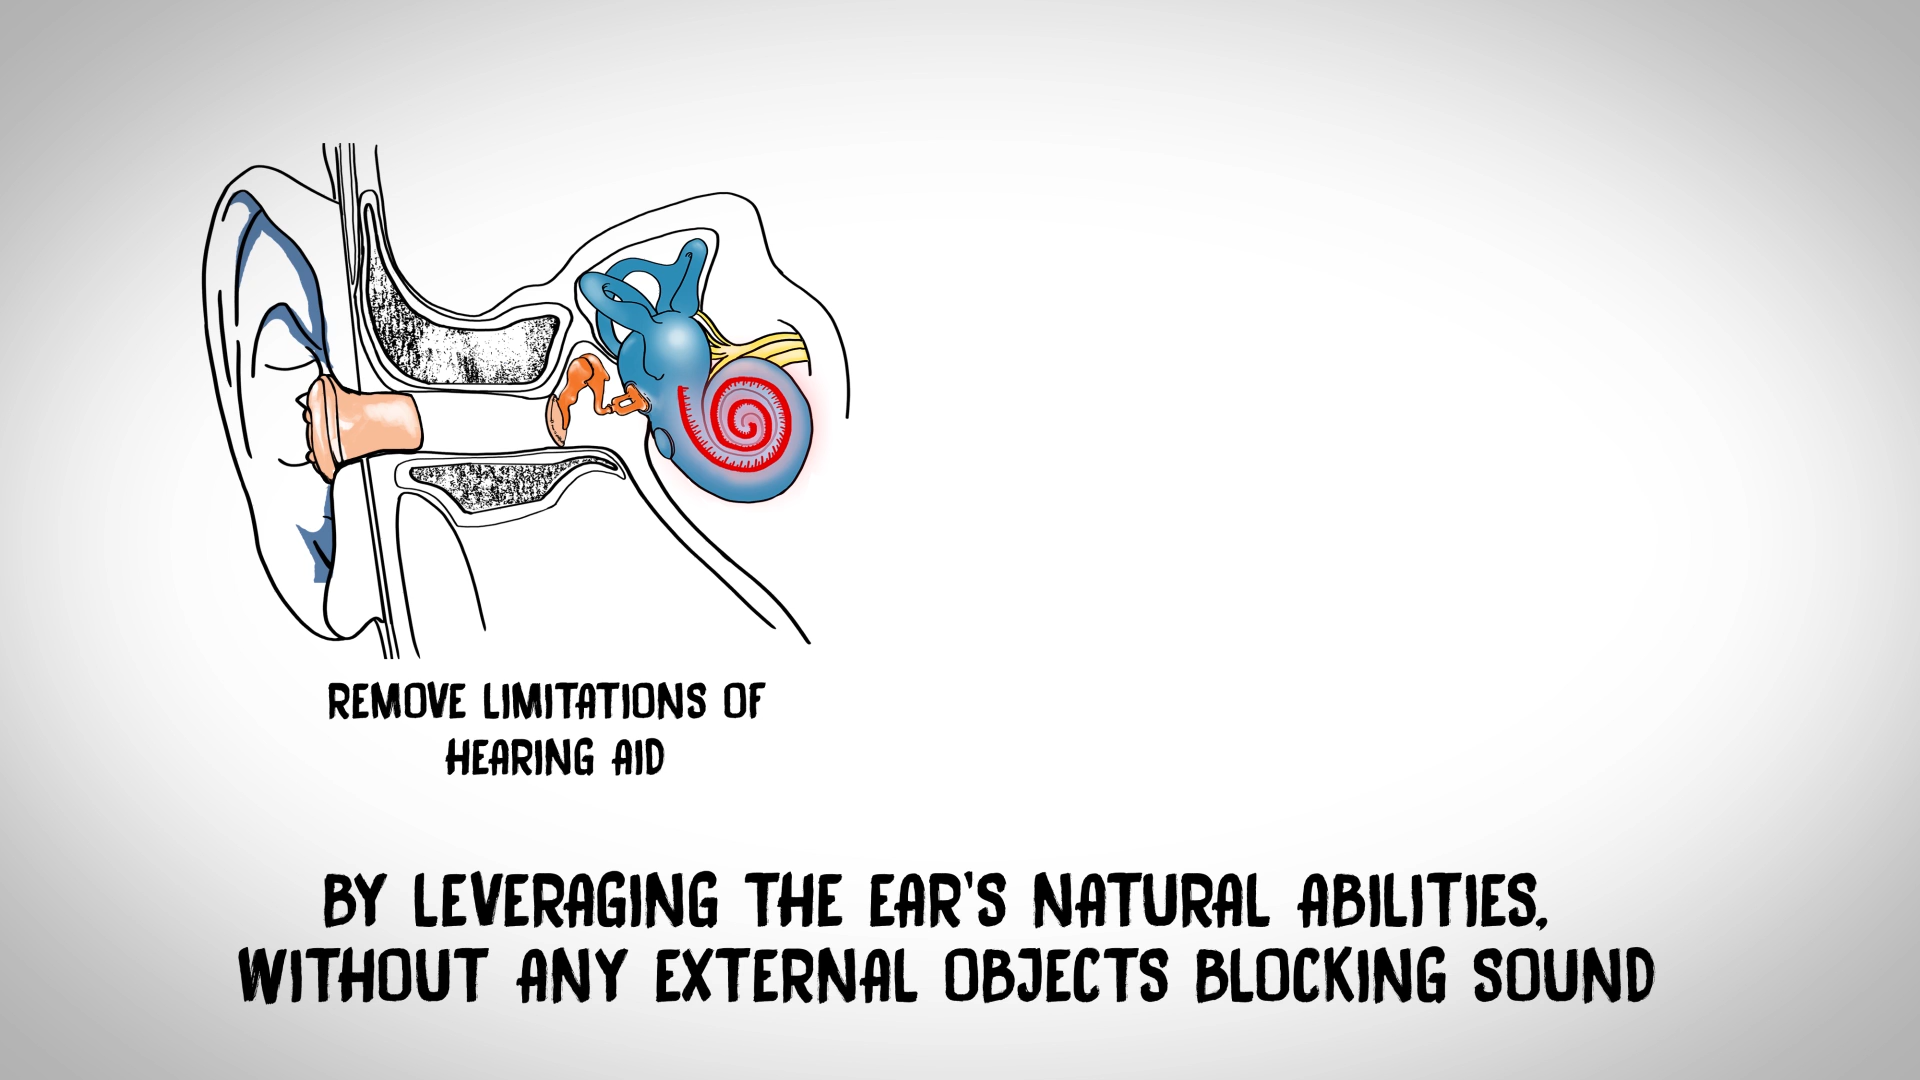 REMOVE LIMITATIONS OF
HEARING AID
BY LEVERAGING THE EAR'S NATURAL ABILITIES,
WITHOUT ANY EXTERNAL OBJECTS BLOCKING SOUND